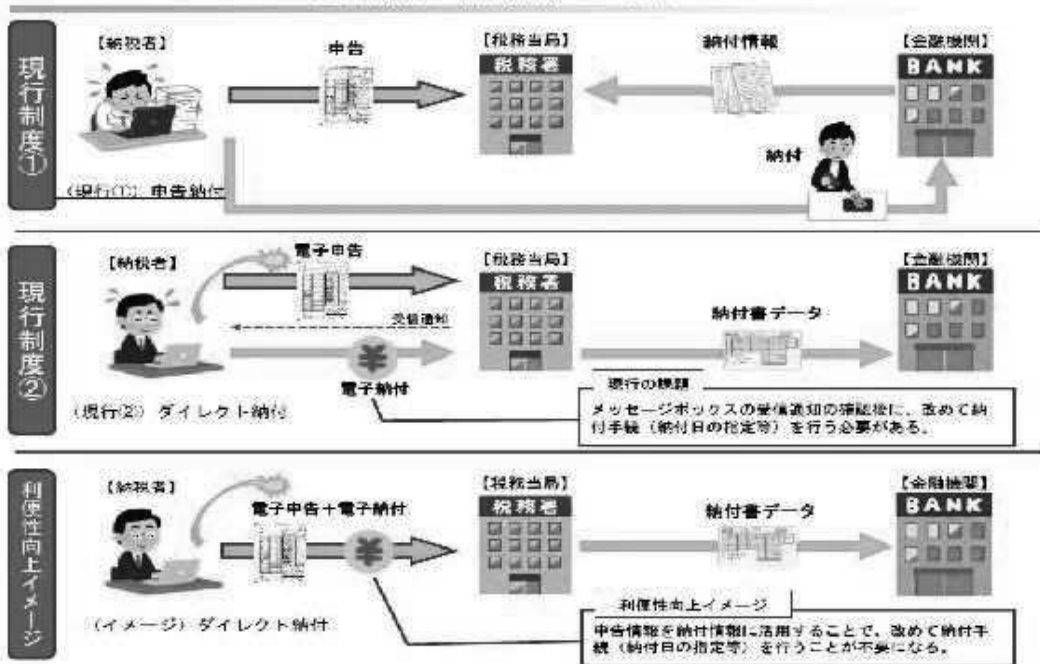 現行制度①
【納税者】
申告
【税務当局】
税務署
納付情報
【金融機関】
BANK
納付
(現行①) 申告納付
現行制度②
【納税者】
電子申告
受信通知
¥
電子納付
【税務当局】
税務署
納付書データ
【金融機関】
BANK
(現行②) ダイレクト納付
現行の課題
メッセージボックスの受信通知の確認後に、改めて納
付手続（納付日の指定等）を行う必要がある。
利便性向上イメージ
【納税者】
電子申告＋電子納付
¥
【税務当局】
税務署
納付書データ
【金融機関】
BANK
(イメージ) ダイレクト納付
利便性向上イメージ
申告情報を納付情報に活用することで、改めて納付手
続（納付日の指定等）を行うことが不要になる。